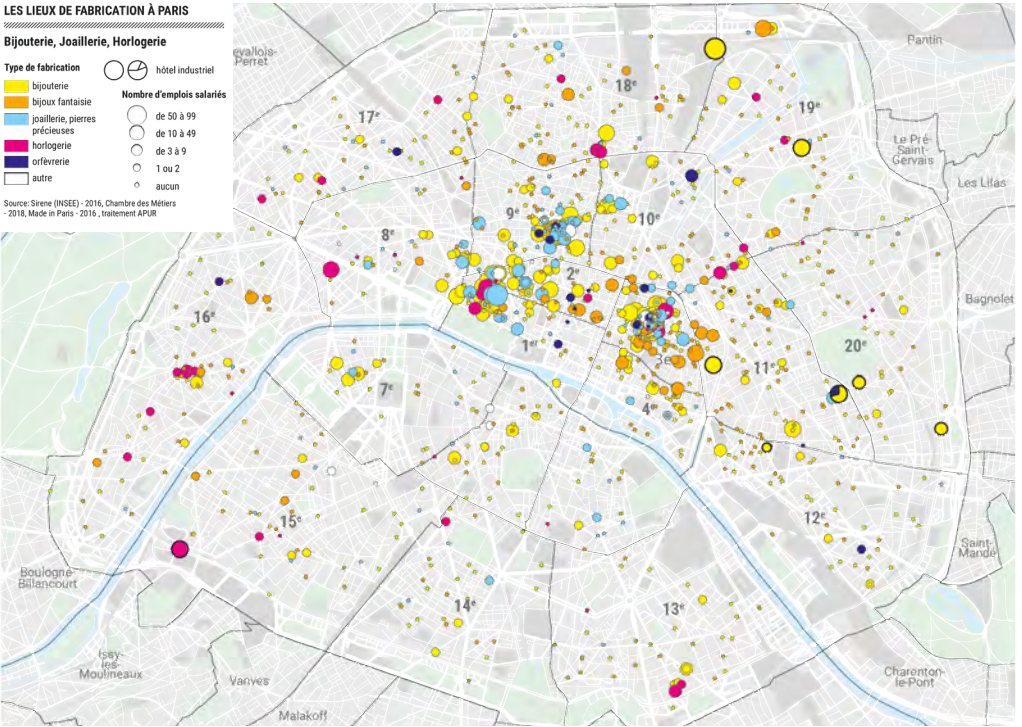 LES LIEUX DE FABRICATION À PARIS
Bijouterie, Joaillerie, Horlogerie
Type de fabrication
bijouterie
bijoux fantaisie
joaillerie, pierres
précieuses
horlogerie
orfèvrerie
autre
hôtel industriel
Nombre d'emplois salariés
de 50 à 99
de 10 à 49
de 3 à 9
1 ou 2
aucun
Source: Sirene (INSEE) - 2016, Chambre des Métiers
- 2018, Made in Paris - 2016 , traitement APUR
evallois-
Perret
Pantin
18e
19e
17e
Le Pré-
Saint-
Gervais
Les Lilas
9e
10e
8e
2e
Bagnolet
16e
1er
20e
3e
11e
7e
4e
12e
15e
Saint-
Mandé
Boulogne-
Billancourt
14e
13e
Issy-
les-
Moulineaux
Vanves
Charenton-
le-Pont
Malakoff